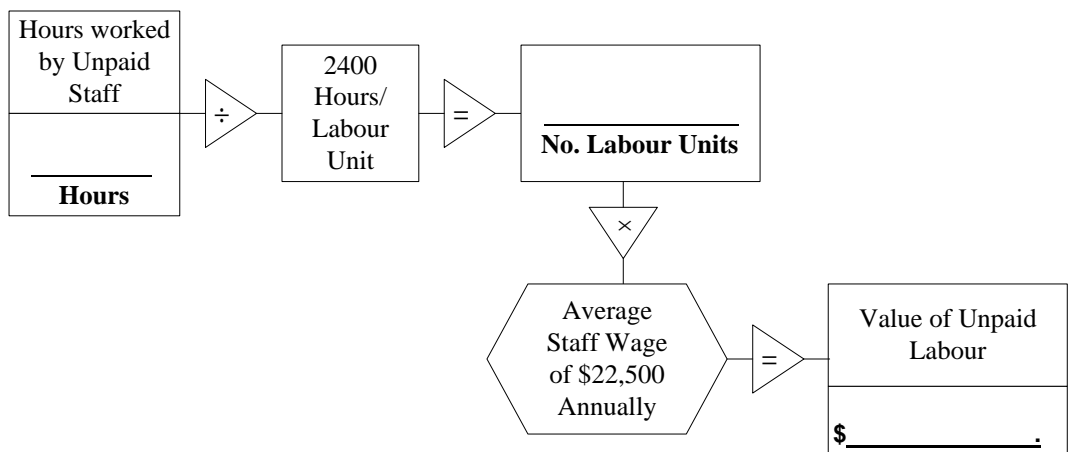 Hours worked
by Unpaid
Staff
Hours
÷
2400
Hours/
Labour
Unit
=
No. Labour Units
×
Average
Staff Wage
of $22,500
Annually
=
Value of Unpaid
Labour
$ .